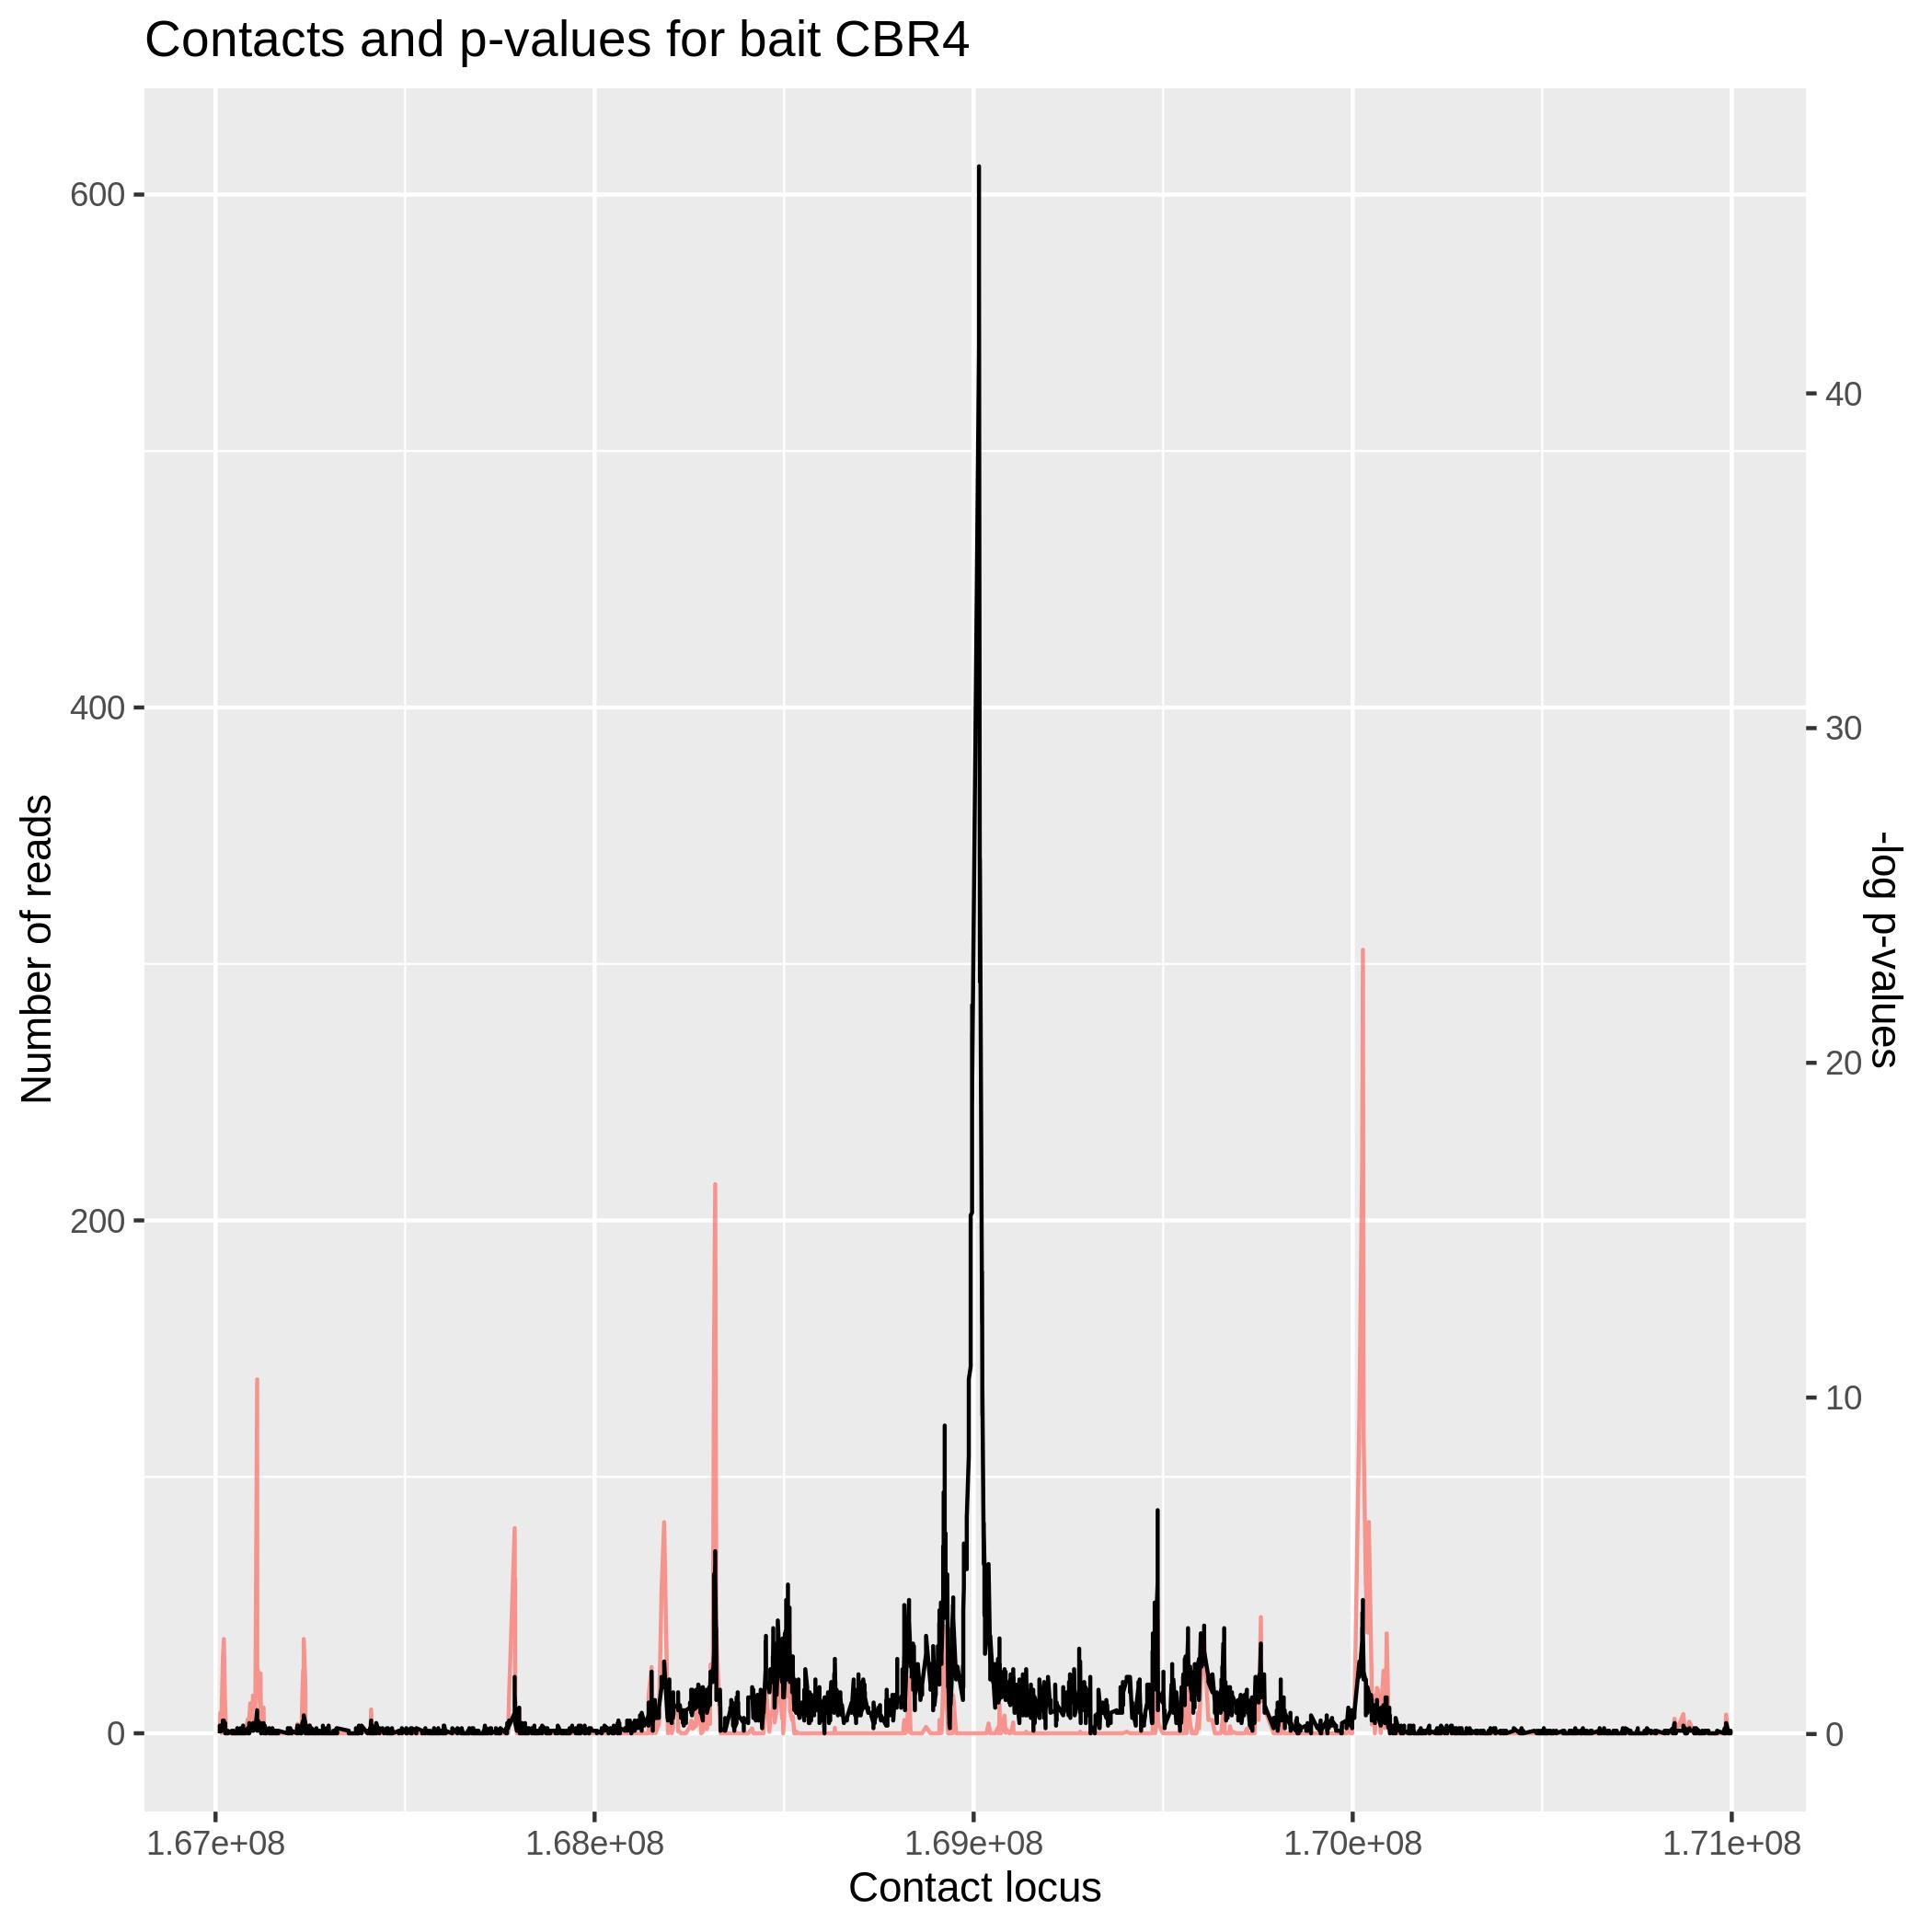 Contacts and p-values for bait CBR4
600
400
200
0
Number of reads
40
30
20
10
0
-log p-values
1.67e+08
1.68e+08
1.69e+08
1.70e+08
1.71e+08
Contact locus